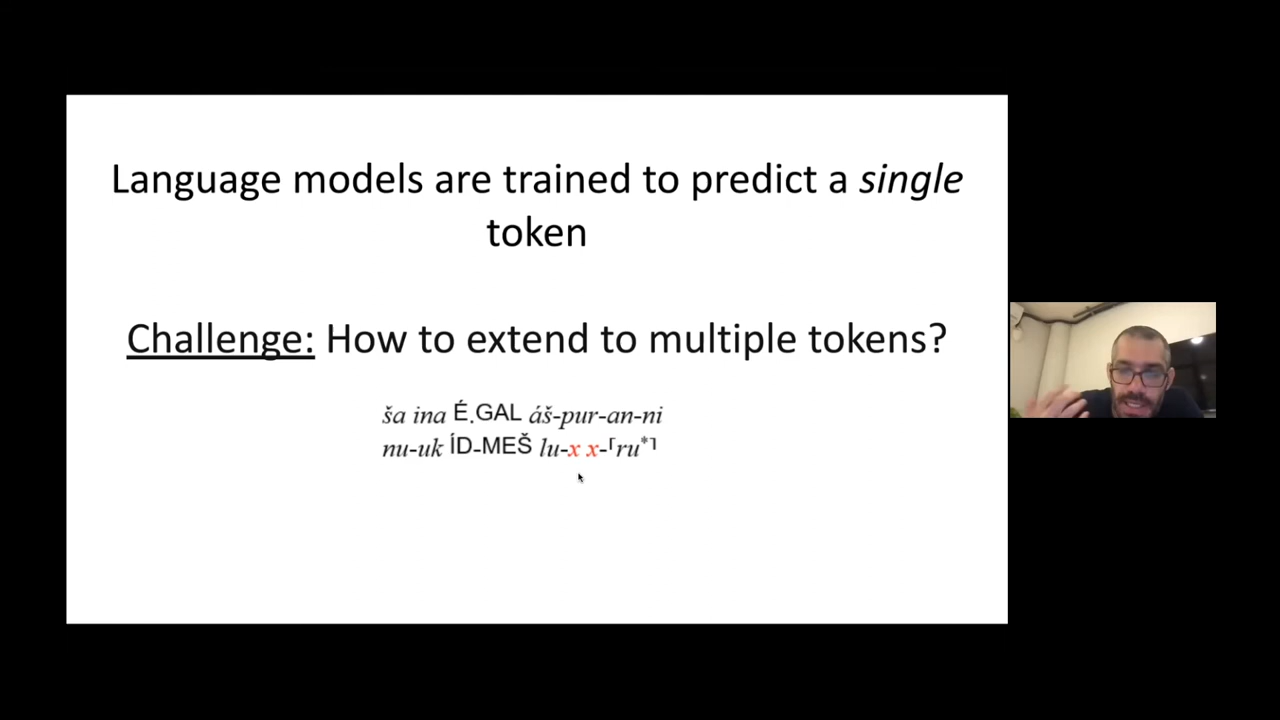 Language models are trained to predict a single
token
Challenge: How to extend to multiple tokens?
ša ina É.GAL áš-pur-an-ni
nu-uk ÍD-MEŠ lu-x x-⸢ru*⸣